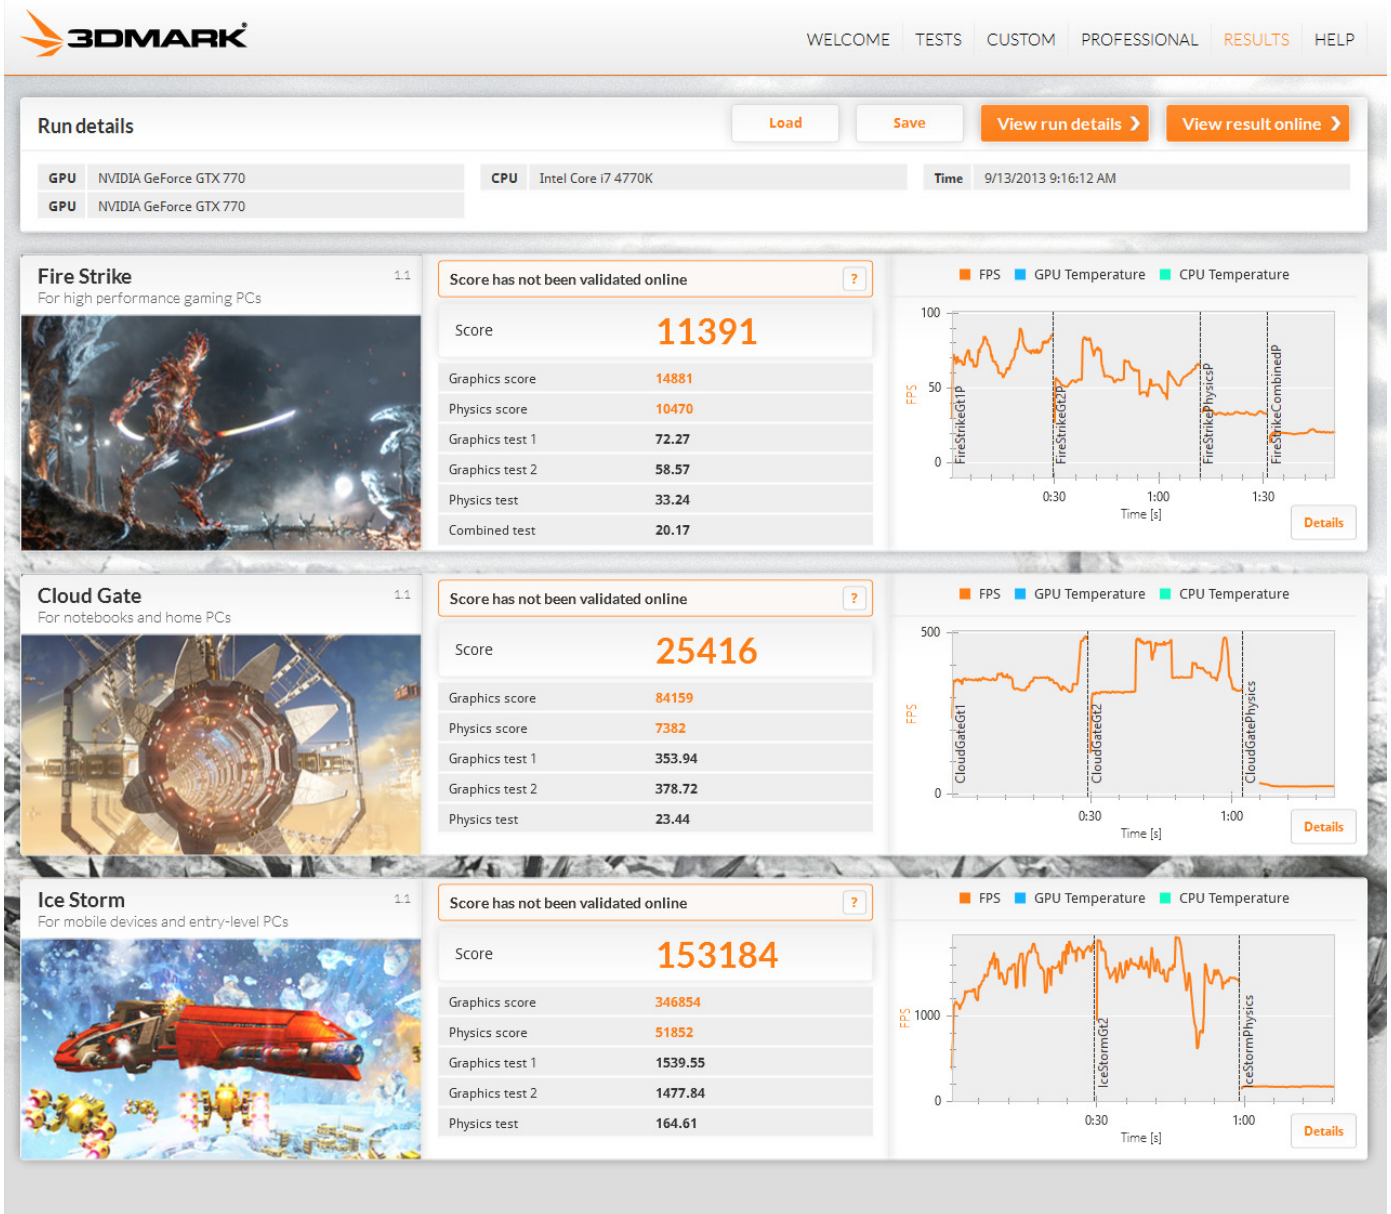 3DMARK
WELCOME TESTS CUSTOM PROFESSIONAL RESULTS HELP
Run details
Load Save View run details View result online
GPU NVIDIA GeForce GTX 770
CPU Intel Core i7 4770K
Time 9/13/2013 9:16:12 AM
GPU NVIDIA GeForce GTX 770
Fire Strike 1.1
For high performance gaming PCs
Score has not been validated online ?
Score 11391
Graphics score 14881
Physics score 10470
Graphics test 1 72.27
Graphics test 2 58.57
Physics test 33.24
Combined test 20.17
FPS GPU Temperature CPU Temperature
100
50
0
FPS
FireStrikeGt1P
FireStrikeGt2P
FireStrikePhysicsP
FireStrikeCombinedP
0:30 1:00 1:30
Time [s]
Details
Cloud Gate 1.1
For notebooks and home PCs
Score has not been validated online ?
Score 25416
Graphics score 84159
Physics score 7382
Graphics test 1 353.94
Graphics test 2 378.72
Physics test 23.44
FPS GPU Temperature CPU Temperature
500
0
FPS
CloudGateGt1
CloudGateGt2
CloudGatePhysics
0:30 1:00
Time [s]
Details
Ice Storm 1.1
For mobile devices and entry-level PCs
Score has not been validated online ?
Score 153184
Graphics score 346854
Physics score 51852
Graphics test 1 1539.55
Graphics test 2 1477.84
Physics test 164.61
FPS GPU Temperature CPU Temperature
1000
0
FPS
IceStormGt2
IceStormPhysics
0:30 1:00
Time [s]
Details